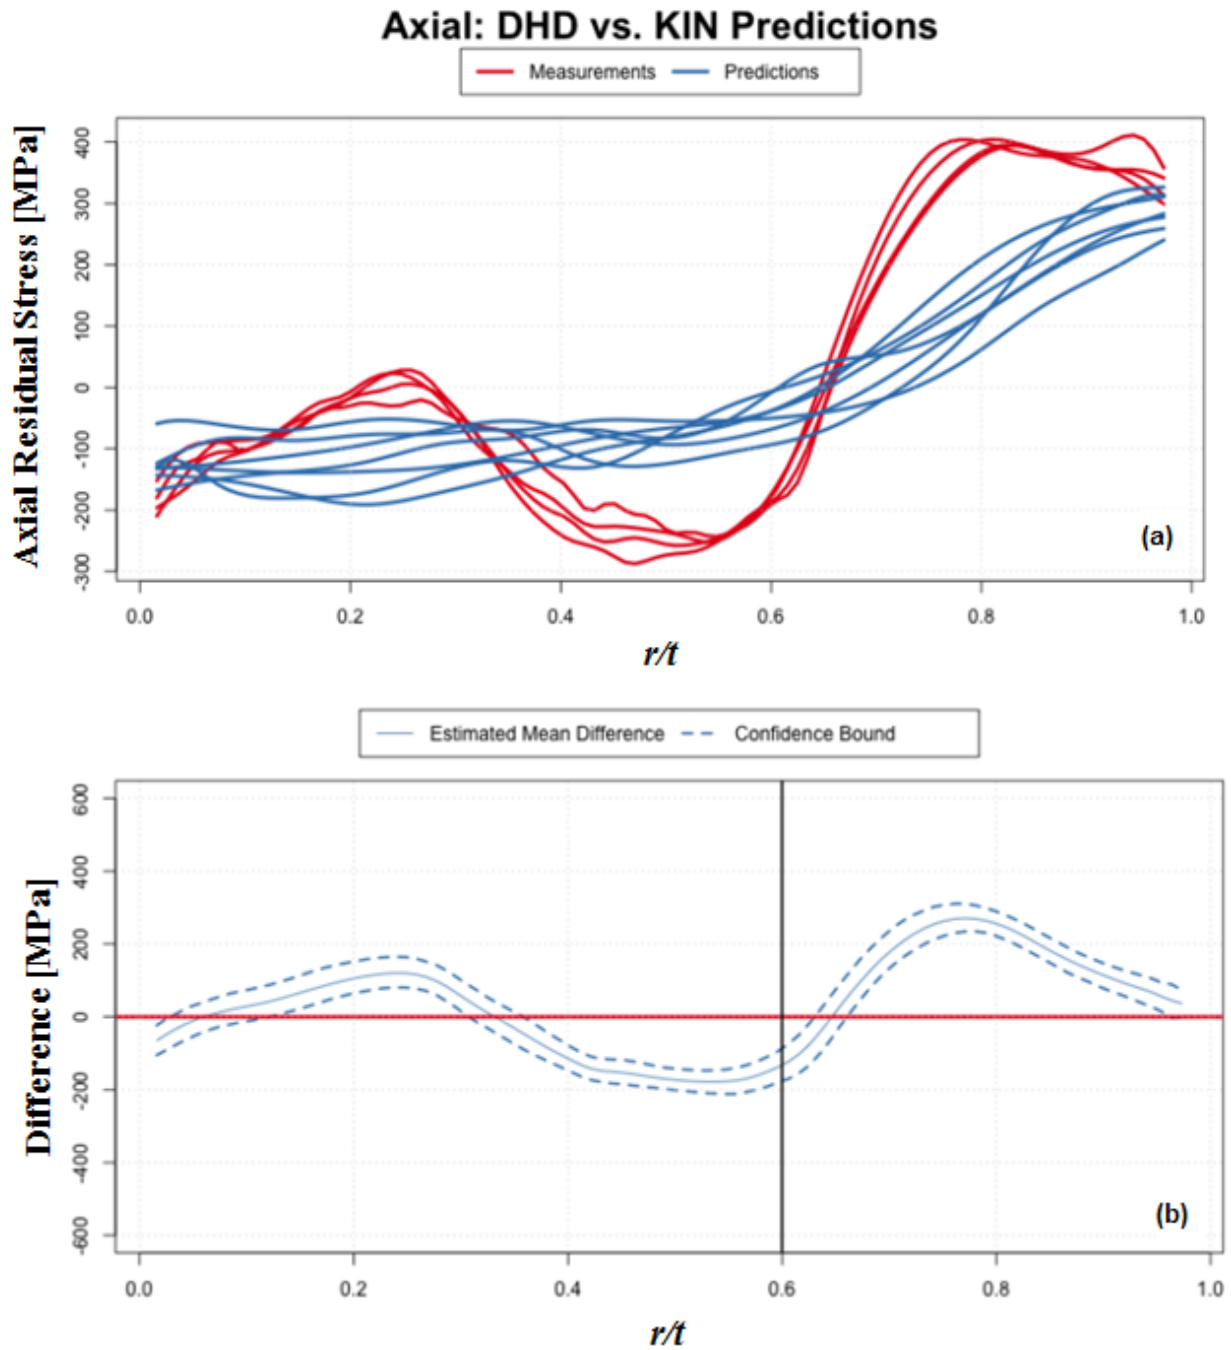 Axial: DHD vs. KIN Predictions
Measurements Predictions
Axial Residual Stress [MPa]
400
300
200
100
0
-100
-200
-300
(a)
0.0 0.2 0.4 0.6 0.8 1.0
r/t
Estimated Mean Difference Confidence Bound
Difference [MPa]
600
400
200
0
-200
-400
-600
(b)
0.0 0.2 0.4 0.6 0.8 1.0
r/t